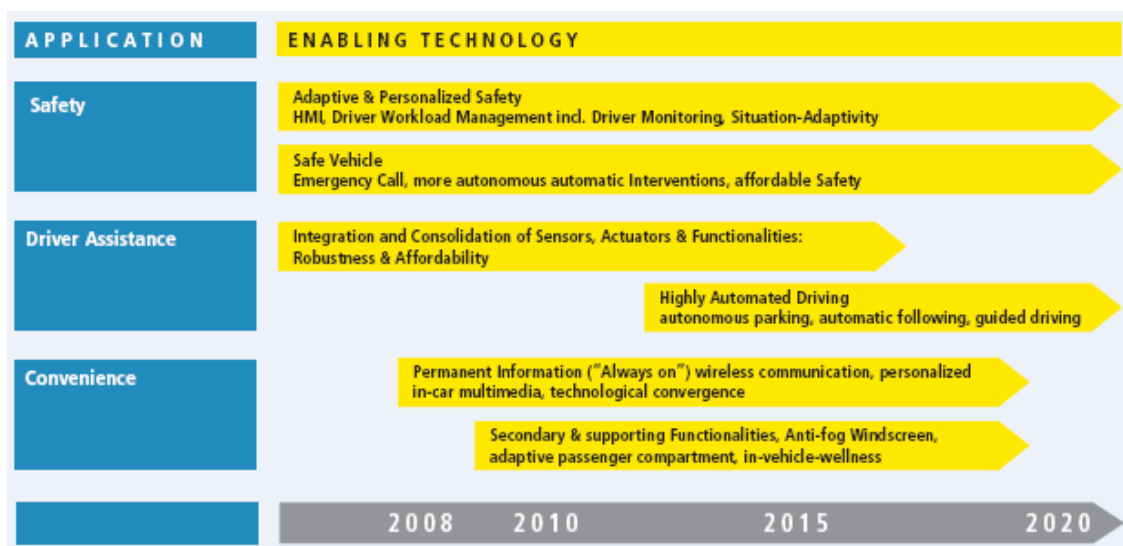 APPLICATION
ENABLING TECHNOLOGY
Safety
Adaptive & Personalized Safety
HMI, Driver Workload Management incl. Driver Monitoring, Situation-Adaptivity
Safe Vehicle
Emergency Call, more autonomous automatic Interventions, affordable Safety
Driver Assistance
Integration and Consolidation of Sensors, Actuators & Functionalities:
Robustness & Affordability
Highly Automated Driving
autonomous parking, automatic following, guided driving
Convenience
Permanent Information ("Always on") wireless communication, personalized
in-car multimedia, technological convergence
Secondary & supporting Functionalities, Anti-fog Windscreen,
adaptive passenger compartment, in-vehicle-wellness
2008 2010 2015 2020